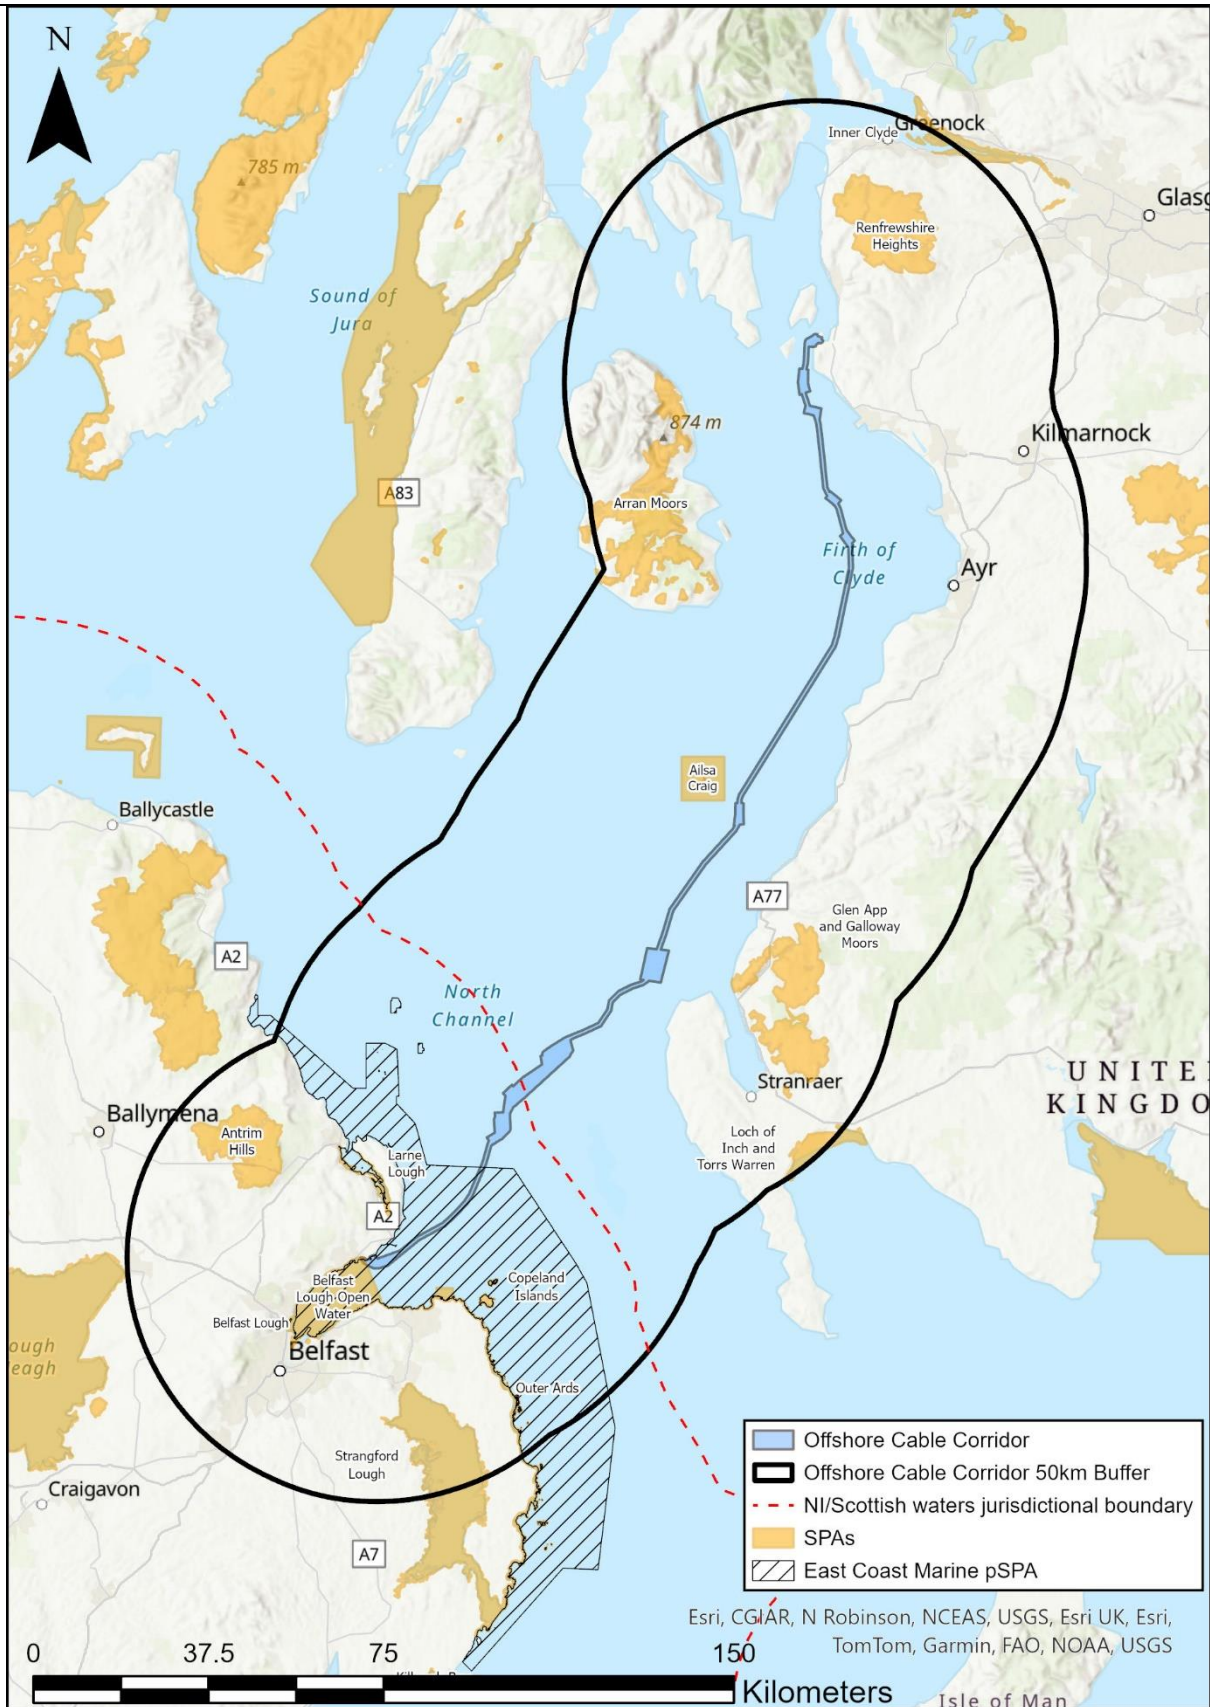 N
Greenock
Inner Clyde
785 m
Renfrewshire
Heights
Sound of
Jura
874 m
Kilmarnock
A83
Arran Moors
Firth of
Clyde
Ayr
Ailsa
Craig
Ballycastle
A77
Glen App
and Galloway
Moors
A2
North
Channel
Stranraer
Ballymena
Antrim
Hills
Larne
Lough
Loch of
Inch and
Torrs Warren
A2
Belfast
Lough Open
Water
Copeland
Islands
Belfast Lough
Belfast
Outer Ards
Strangford
Lough
Craigavon
A7
Offshore Cable Corridor
Offshore Cable Corridor 50km Buffer
NI/Scottish waters jurisdictional boundary
SPAs
East Coast Marine pSPA
Esri, CGIAR, N Robinson, NCEAS, USGS, Esri UK, Esri,
TomTom, Garmin, FAO, NOAA, USGS
0 37.5 75 150
Kilometers
Isle of Man